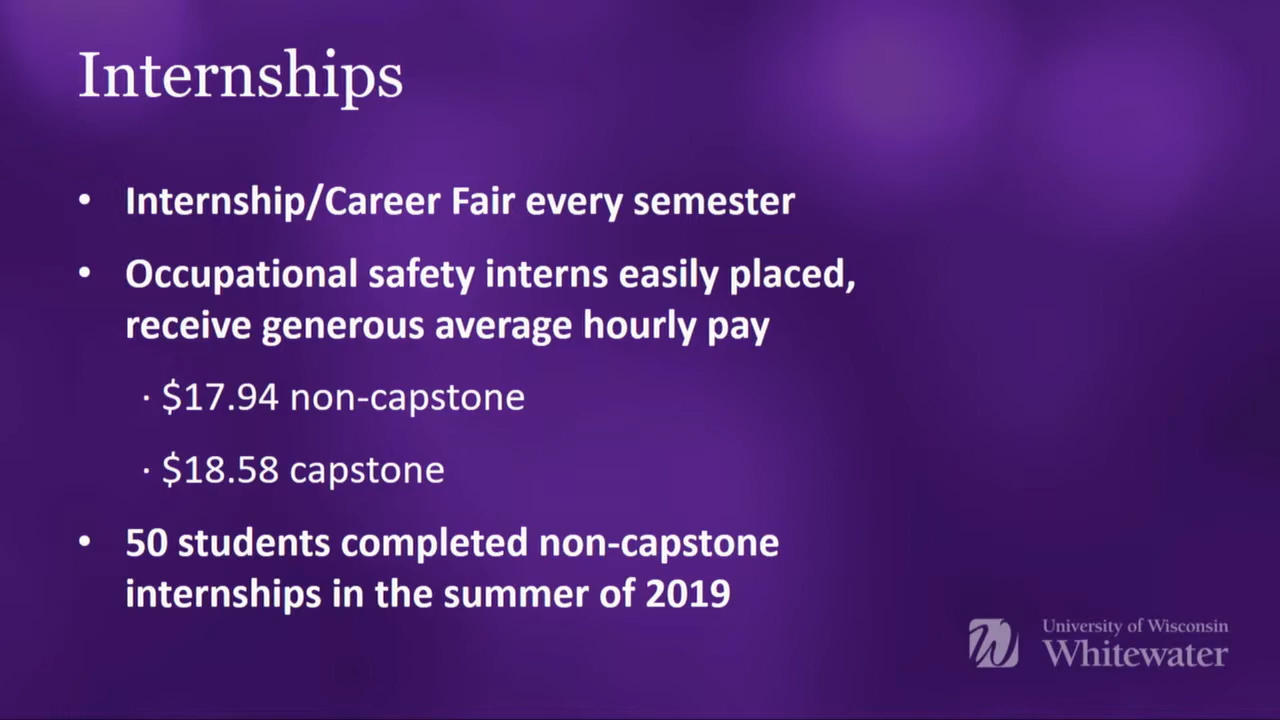 Internships
• Internship/Career Fair every semester
• Occupational safety interns easily placed,
receive generous average hourly pay
· $17.94 non-capstone
· $18.58 capstone
• 50 students completed non-capstone
internships in the summer of 2019
University of Wisconsin
Whitewater